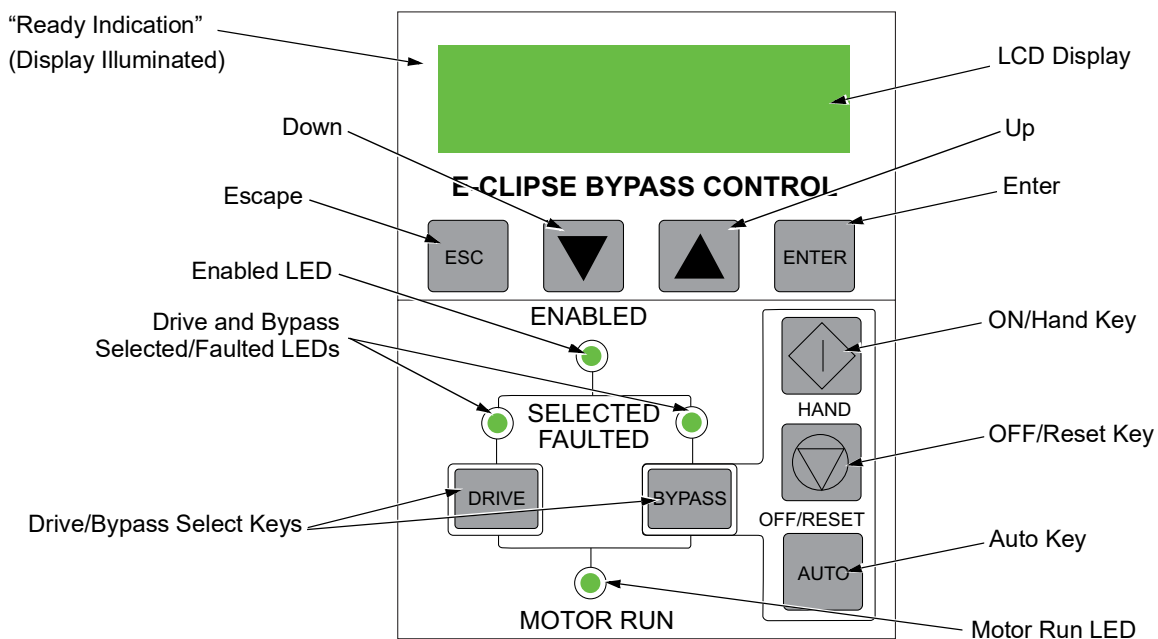 “Ready Indication”
(Display Illuminated)
LCD Display
Down
Up
E-CLIPSE BYPASS CONTROL
Escape
Enter
ESC
ENTER
Enabled LED
ENABLED
Drive and Bypass
Selected/Faulted LEDs
ON/Hand Key
SELECTED
FAULTED
HAND
OFF/Reset Key
DRIVE
BYPASS
Drive/Bypass Select Keys
OFF/RESET
Auto Key
AUTO
MOTOR RUN
Motor Run LED